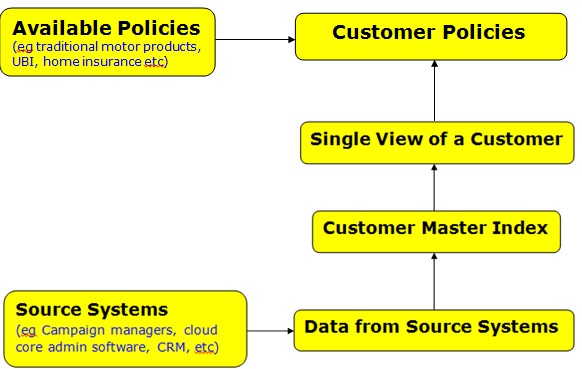 Available Policies
(eg traditional motor products,
UBI, home insurance etc)
Customer Policies
Single View of a Customer
Customer Master Index
Source Systems
(eg Campaign managers, cloud
core admin software, CRM, etc)
Data from Source Systems